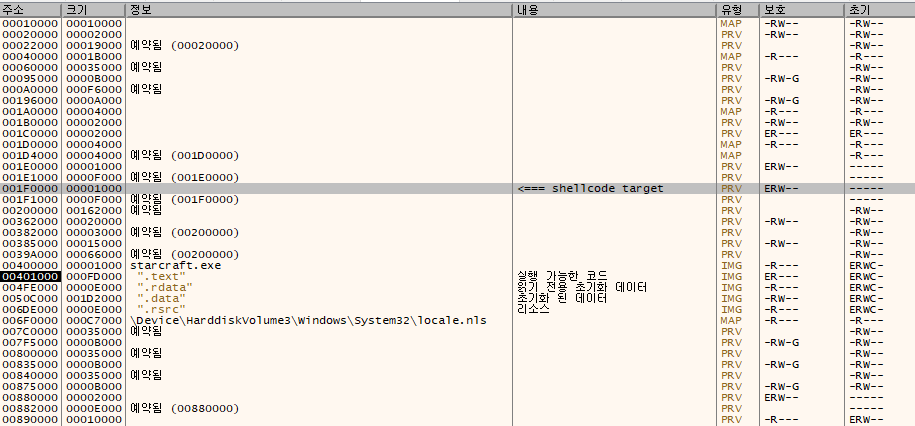 주소 크기 정보 내용 유형 보호 초기
00010000 00010000 MAP -RW-- -RW--
00020000 00002000 PRV -RW-- -RW--
00022000 00019000 예약됨 (00020000) PRV -RW--
00040000 0001B000 MAP -R--- -R---
00060000 00035000 예약됨 PRV -RW--
00095000 0000B000 PRV -RW-G -RW--
000A0000 000F6000 예약됨 PRV -RW--
00196000 0000A000 PRV -RW-G -RW--
001A0000 00004000 MAP -R--- -R---
001B0000 00002000 PRV -RW-- -RW--
001C0000 00002000 PRV ER--- ER---
001D0000 00004000 MAP -R--- -R---
001D4000 00004000 예약됨 (001D0000) MAP -R---
001E0000 00001000 PRV ERW-- -----
001E1000 0000F000 예약됨 (001E0000) PRV -----
001F0000 00001000 <=== shellcode target PRV ERW-- -----
001F1000 0000F000 예약됨 (001F0000) PRV -----
00200000 00162000 예약됨 PRV -RW--
00362000 00020000 PRV -RW-- -RW--
00382000 00003000 예약됨 (00200000) PRV -RW--
00385000 00015000 PRV -RW-- -RW--
0039A000 00066000 예약됨 (00200000) PRV -RW--
00400000 00001000 starcraft.exe IMG -R--- ERWC-
00401000 000FD000 ".text" 실행 가능한 코드 IMG ER--- ERWC-
004FE000 0000E000 ".rdata" 읽기 전용 초기화 데이터 IMG -R--- ERWC-
0050C000 001D2000 ".data" 초기화 된 데이터 IMG -RW-- ERWC-
006DE000 0000E000 ".rsrc" 리소스 IMG -R--- ERWC-
006F0000 000C7000 \Device\HarddiskVolume3\Windows\System32\locale.nls MAP -R--- -R---
007C0000 00035000 예약됨 PRV -RW--
007F5000 0000B000 PRV -RW-G -RW--
00800000 00035000 예약됨 PRV -RW--
00835000 0000B000 PRV -RW-G -RW--
00840000 00035000 예약됨 PRV -RW--
00875000 0000B000 PRV -RW-G -RW--
00880000 00002000 PRV ERW-- -----
00882000 0000E000 예약됨 (00880000) PRV -----
00890000 00010000 PRV -R--- ERW--